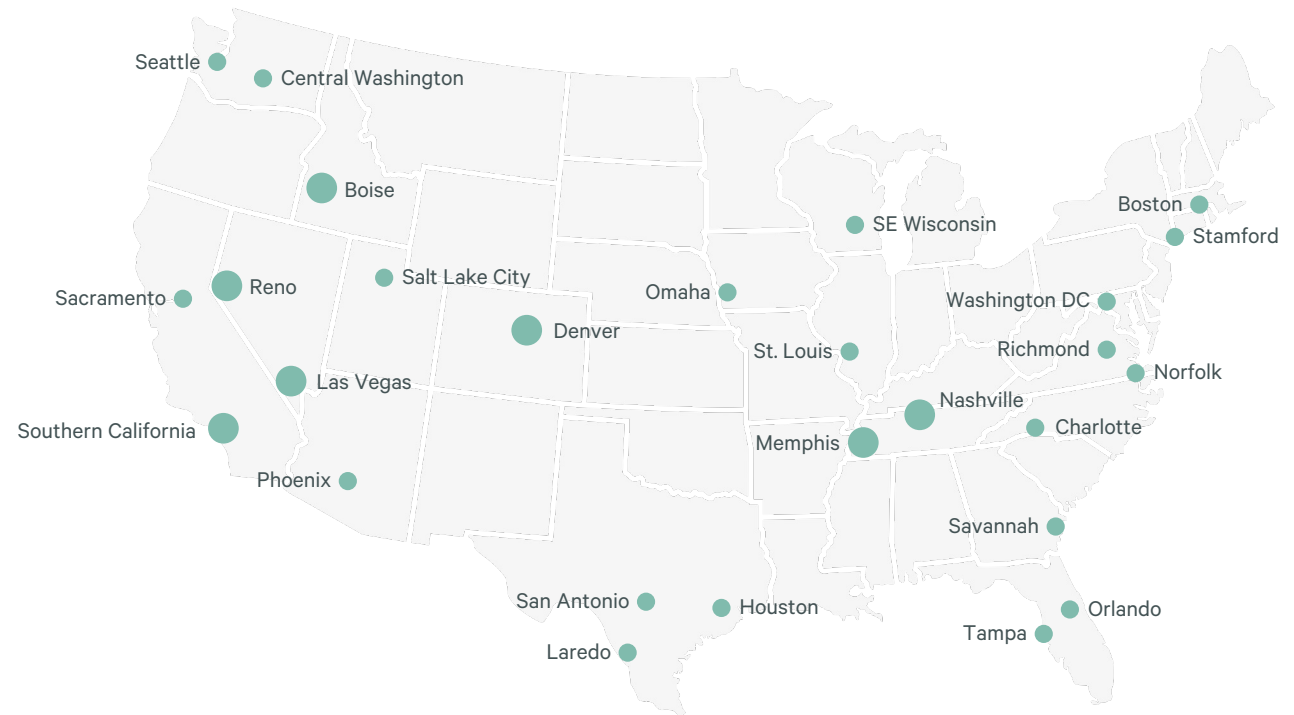 Seattle
Central Washington
Boise
Boston
SE Wisconsin
Stamford
Salt Lake City
Reno
Omaha
Sacramento
Washington DC
Denver
Richmond
St. Louis
Norfolk
Las Vegas
Nashville
Charlotte
Southern California
Memphis
Phoenix
Savannah
San Antonio
Houston
Orlando
Tampa
Laredo